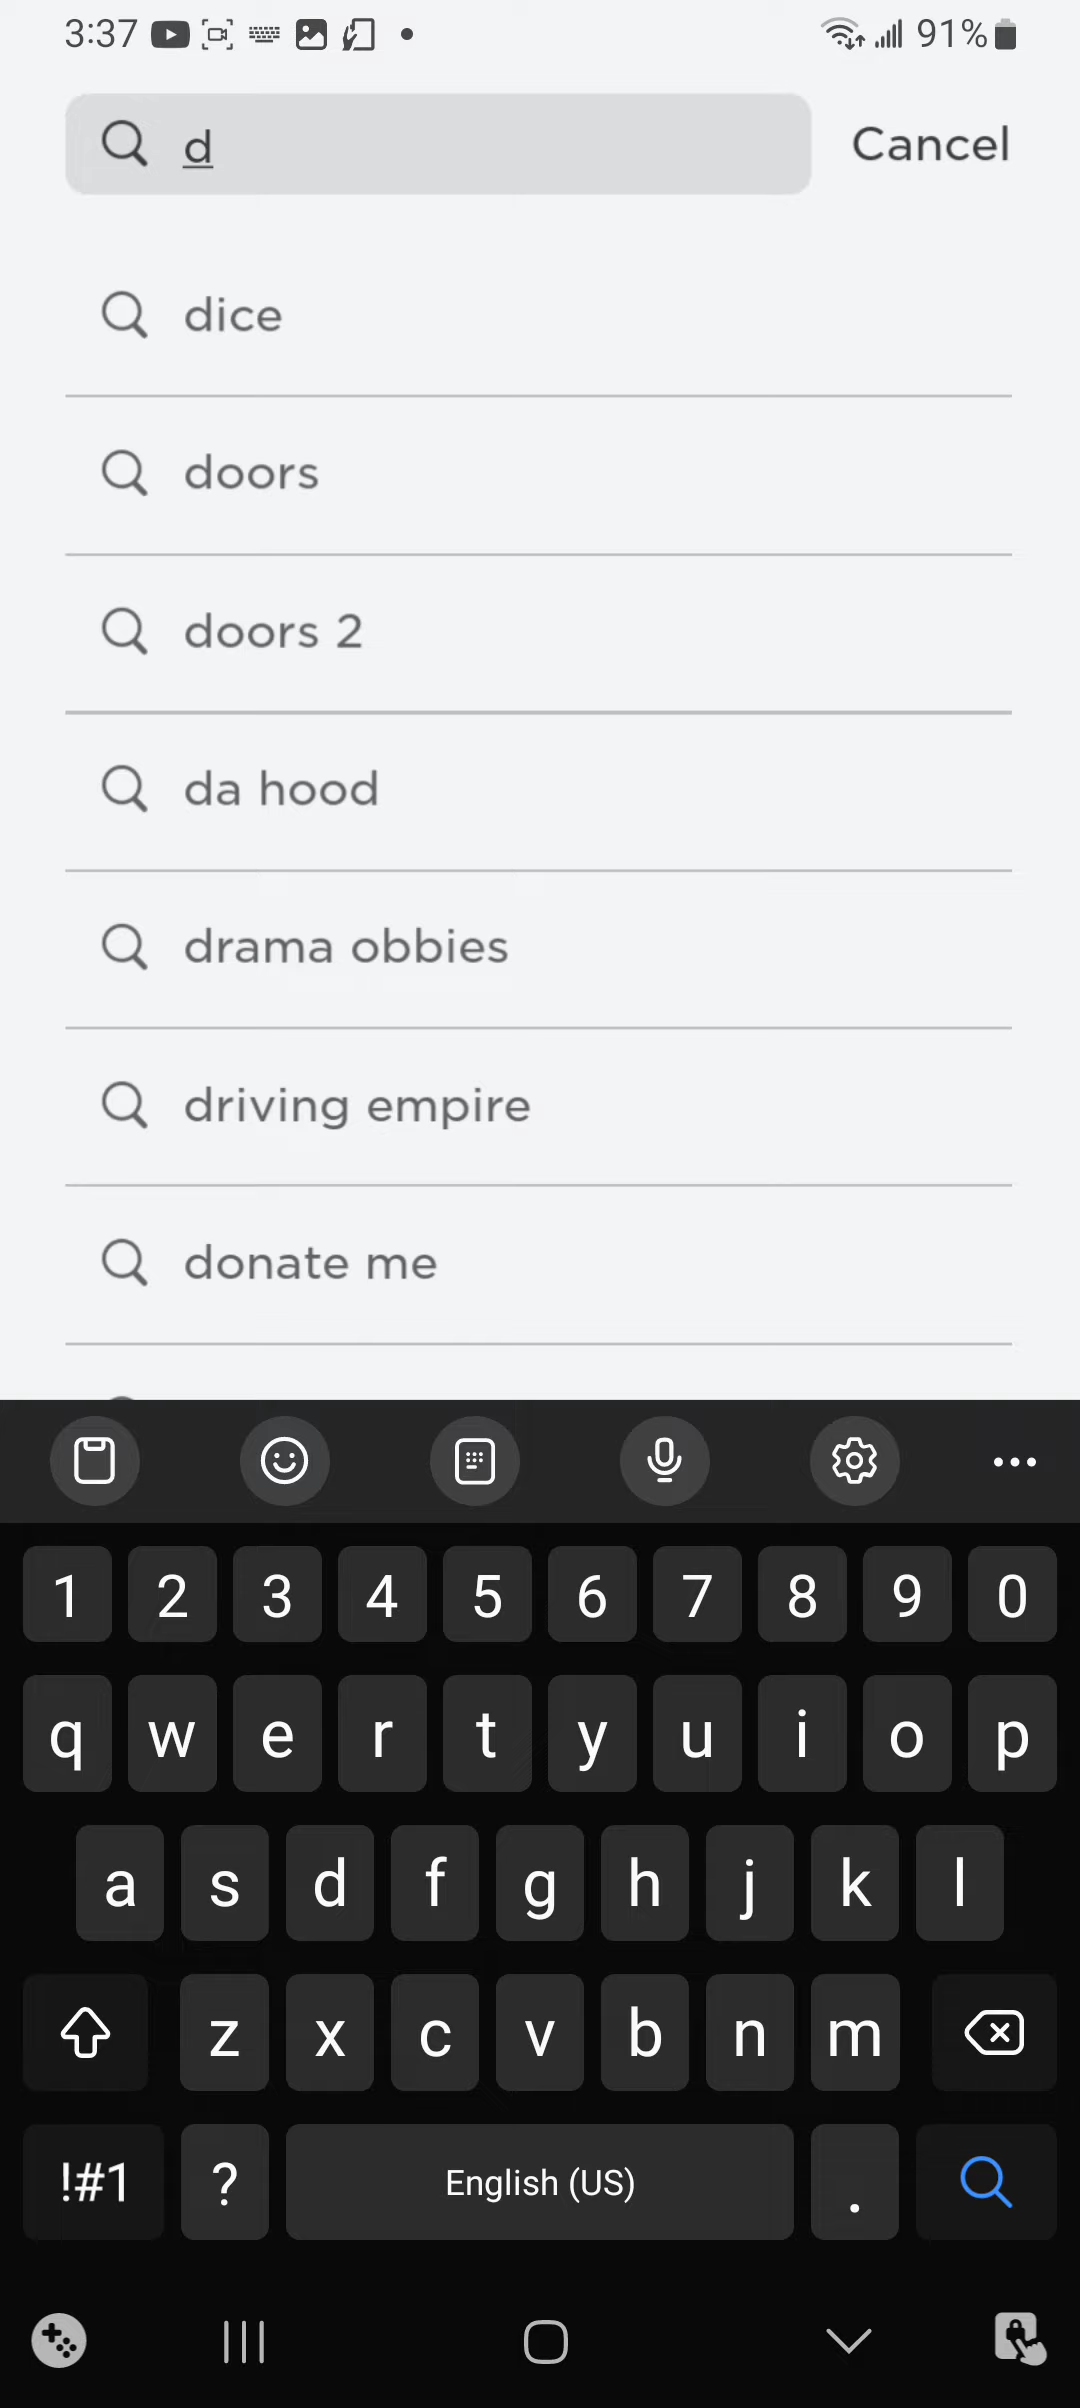 3:37
91%
d
Cancel
dice
doors
doors 2
da hood
drama obbies
driving empire
donate me
1 2 3 4 5 6 7 8 9 0
q w e r t y u i o p
a s d f g h j k l
z x c v b n m
!#1 ? English (US) .